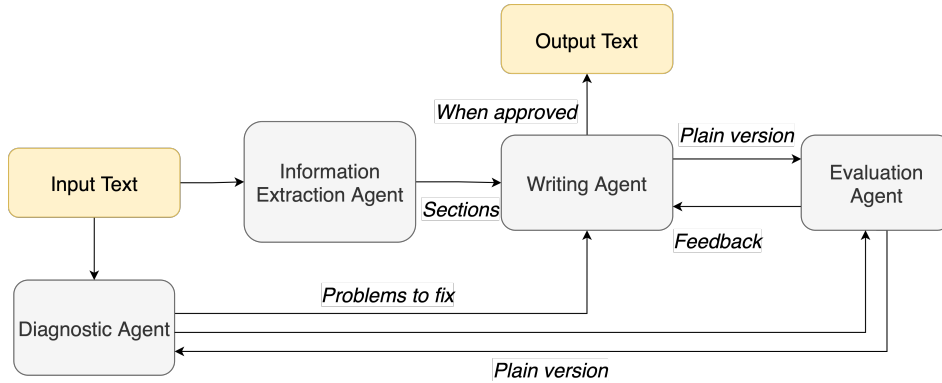 Output Text
When approved
Plain version
Input Text
Information
Extraction Agent
Sections
Writing Agent
Evaluation
Agent
Feedback
Problems to fix
Diagnostic Agent
Plain version